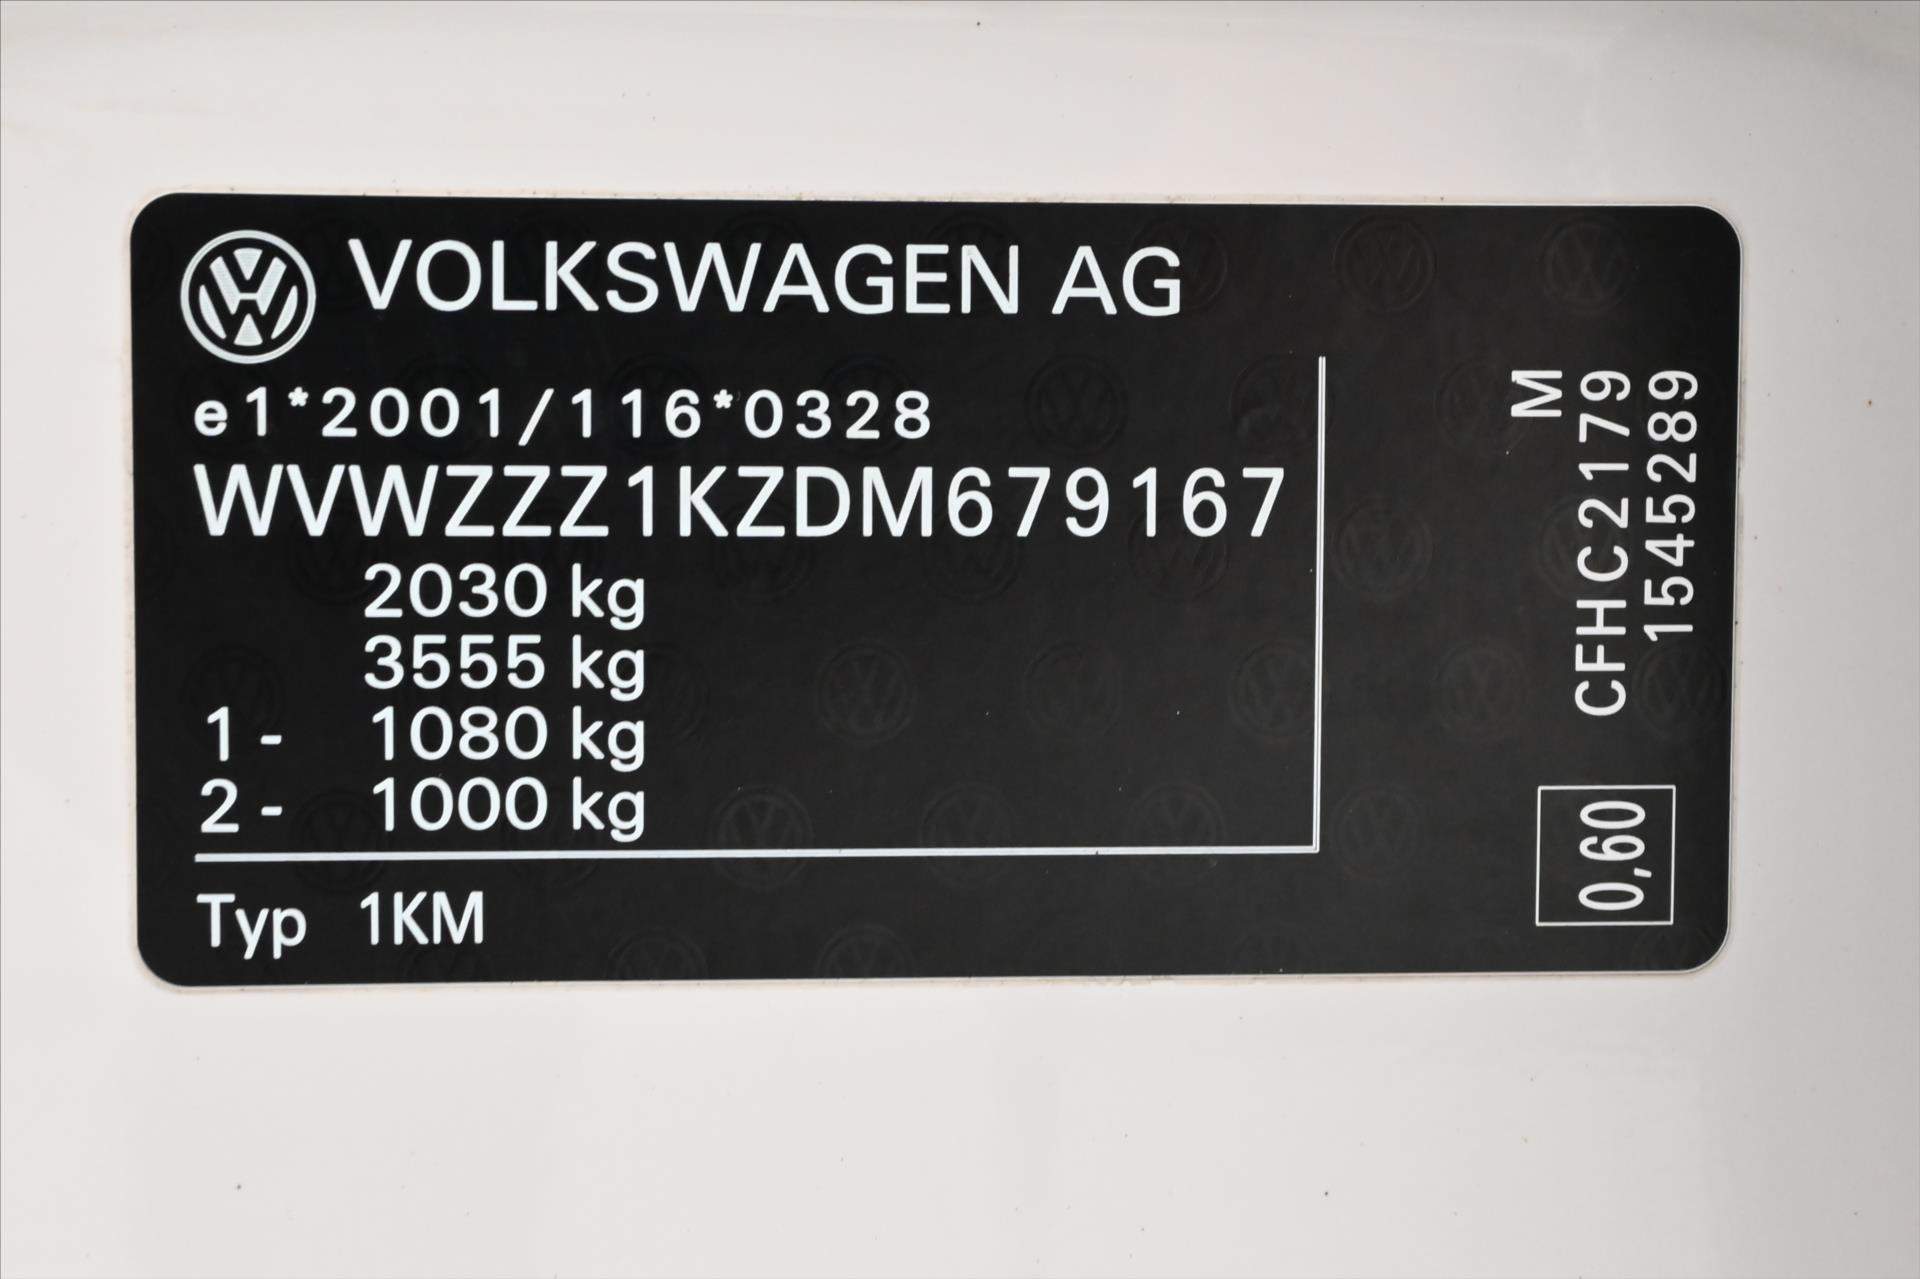 VOLKSWAGEN AG
e1*2001/116*0328
WVWZZZ1KZDM679167
2030 kg
3555 kg
1 - 1080 kg
2 - 1000 kg
Typ 1KM
M
CFHC2179
1545289
0,60